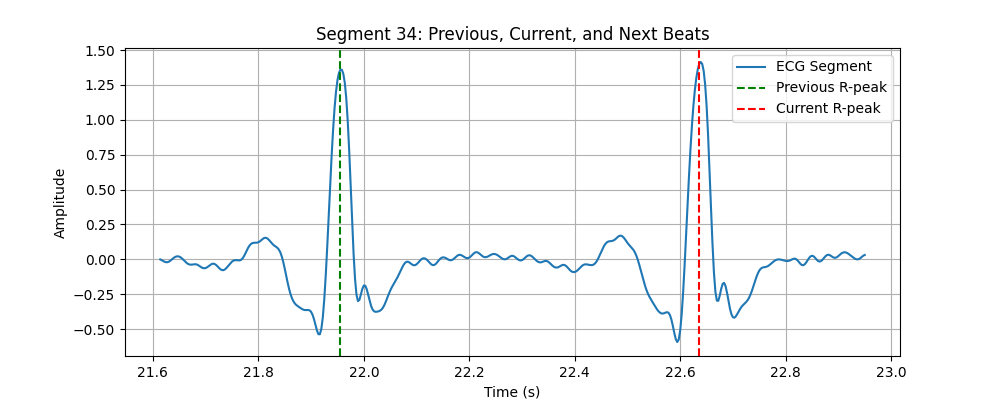 Segment 34: Previous, Current, and Next Beats
1.50
1.25
1.00
0.75
0.50
0.25
0.00
−0.25
−0.50
Amplitude
ECG Segment
Previous R-peak
Current R-peak
21.6 21.8 22.0 22.2 22.4 22.6 22.8 23.0
Time (s)